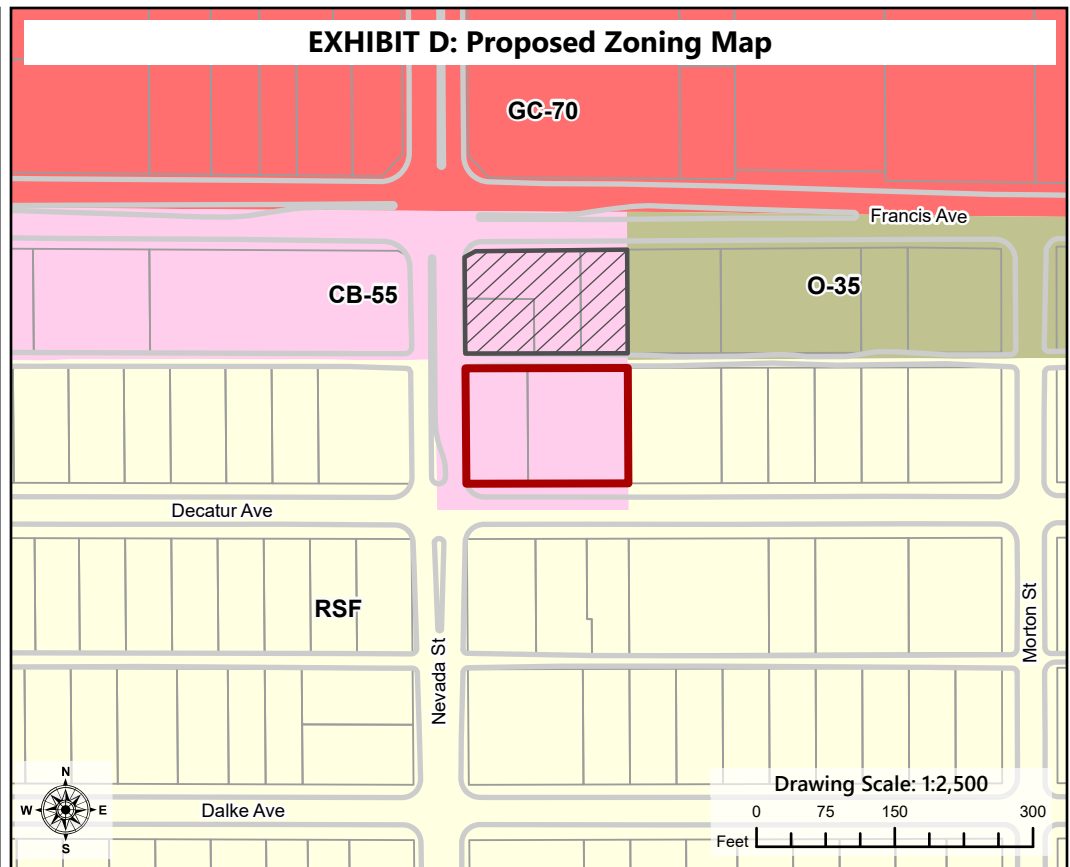 EXHIBIT D: Proposed Zoning Map
GC-70
Francis Ave
CB-55
O-35
Decatur Ave
RSF
Nevada St
Morton St
N
W E
S
Dalke Ave
Drawing Scale: 1:2,500
0 75 150 300
Feet